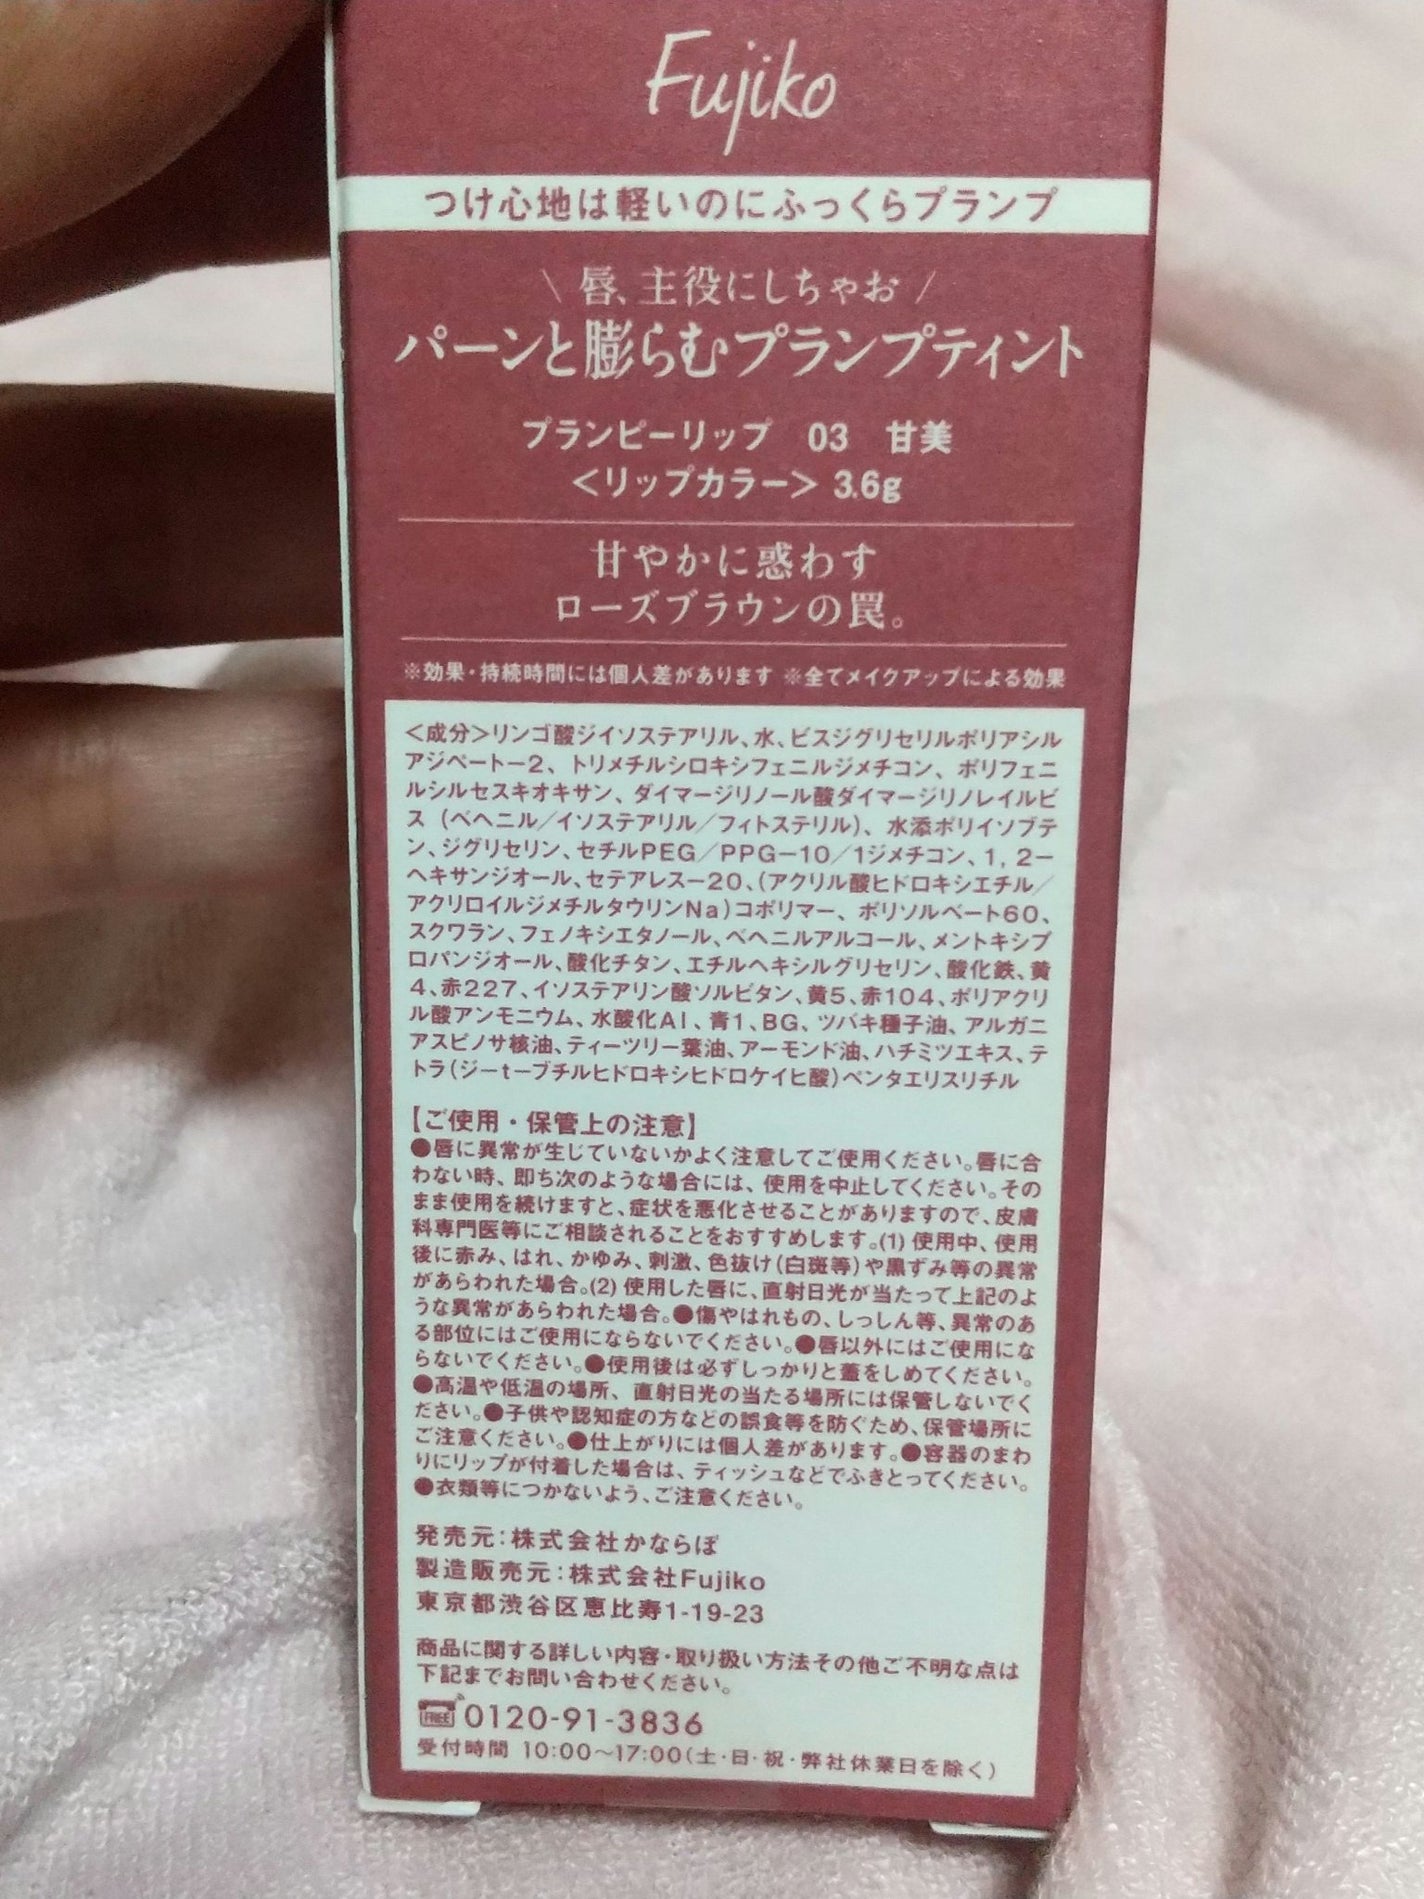 Fujiko
つけ心地は軽いのにふっくらプランプ
\ 唇、主役にしちゃお /
パーンと膨らむプランプティント
プランピーリップ 03 甘美
＜リップカラー＞ 3.6g
甘やかに惑わす
ローズブラウンの罠。
※効果・持続時間には個人差があります ※全てメイクアップによる効果
＜成分＞リンゴ酸ジイソステアリル、水、ビスジグリセリルポリアシル
アジペート－2、トリメチルシロキシフェニルジメチコン、ポリフェニ
ルシルセスキオキサン、ダイマージリノール酸ダイマージリノレイルビ
ス（ベヘニル／イソステアリル／フィトステリル）、水添ポリイソブテ
ン、ジグリセリン、セチルPEG／PPG－10／1ジメチコン、1，2－
ヘキサンジオール、セテアレス－20、（アクリル酸ヒドロキシエチル／
アクリロイルジメチルタウリンNa）コポリマー、ポリソルベート60、
スクワラン、フェノキシエタノール、ベヘニルアルコール、メントキシプ
ロパンジオール、酸化チタン、エチルヘキシルグリセリン、酸化鉄、黄
4、赤227、イソステアリン酸ソルビタン、黄5、赤104、ポリアクリ
ル酸アンモニウム、水酸化Al、青1、BG、ツバキ種子油、アルガニ
アスピノサ核油、ティーツリー葉油、アーモンド油、ハチミツエキス、テ
トラ（ジ－t－ブチルヒドロキシヒドロケイヒ酸）ペンタエリスリチル
【ご使用・保管上の注意】
●唇に異常が生じていないかよく注意してご使用ください。唇に合
わない時、即ち次のような場合には、使用を中止してください。その
まま使用を続けますと、症状を悪化させることがありますので、皮膚
科専門医等にご相談されることをおすすめします。(1) 使用中、使用
後に赤み、はれ、かゆみ、刺激、色抜け（白斑等）や黒ずみ等の異常
があらわれた場合。(2) 使用した唇に、直射日光が当たって上記のよ
うな異常があらわれた場合。●傷やはれもの、しっしん等、異常のあ
る部位にはご使用にならないでください。●唇以外にはご使用にな
らないでください。●使用後は必ずしっかりと蓋をしめてください。
●高温や低温の場所、直射日光の当たる場所には保管しないでく
ださい。●子供や認知症の方などの誤食等を防ぐため、保管場所に
ご注意ください。●仕上がりには個人差があります。●容器のまわ
りにリップが付着した場合は、ティッシュなどでふきとってください。
●衣類等につかないよう、ご注意ください。
発売元：株式会社かならぼ
製造販売元：株式会社Fujiko
東京都渋谷区恵比寿1-19-23
商品に関する詳しい内容・取り扱い方法その他ご不明な点は
下記までお問い合わせください。
FREE 0120-91-3836
受付時間 10:00〜17:00（土・日・祝・弊社休業日を除く）